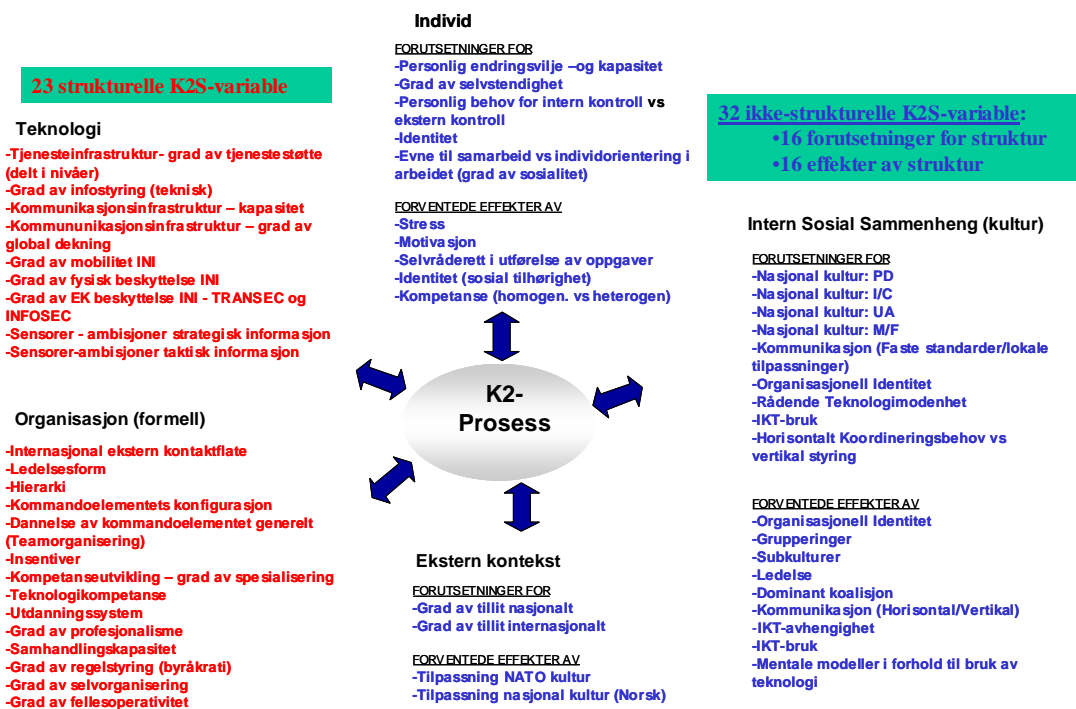 23 strukturelle K2S-variable
Teknologi
-Tjenesteinfrastruktur- grad av tjenestestøtte
(delt i nivåer)
-Grad av infostyring (teknisk)
-Kommunikasjonsinfrastruktur – kapasitet
-Kommununikasjonsinfrastruktur – grad av
global dekning
-Grad av mobilitet INI
-Grad av fysisk beskyttelse INI
-Grad av EK beskyttelse INI - TRANSEC og
INFOSEC
-Sensorer - ambisjoner strategisk informasjon
-Sensorer-ambisjoner taktisk informasjon
Organisasjon (formell)
-Internasjonal ekstern kontaktflate
-Ledelsesform
-Hierarki
-Kommandoelementets konfigurasjon
-Dannelse av kommandoelementet generelt
(Teamorganisering)
-Insentiver
-Kompetanseutvikling – grad av spesialisering
-Teknologikompetanse
-Utdanningssystem
-Grad av profesjonalisme
-Samhandlingskapasitet
-Grad av regelstyring (byråkrati)
-Grad av selvorganisering
-Grad av fellesoperativitet
Individ
FORUTSETNINGER FOR
-Personlig endringsvilje –og kapasitet
-Grad av selvstendighet
-Personlig behov for intern kontroll vs
ekstern kontroll
-Identitet
-Evne til samarbeid vs individorientering i
arbeidet (grad av sosialitet)
FORVENTEDE EFFEKTER AV
-Stress
-Motivasjon
-Selvråderett i utførelse av oppgaver
-Identitet (sosial tilhørighet)
-Kompetanse (homogen. vs heterogen)
K2-
Prosess
Ekstern kontekst
FORUTSETNINGER FOR
-Grad av tillit nasjonalt
-Grad av tillit internasjonalt
FORVENTEDE EFFEKTER AV
-Tilpassning NATO kultur
-Tilpassning nasjonal kultur (Norsk)
32 ikke-strukturelle K2S-variable:
•16 forutsetninger for struktur
•16 effekter av struktur
Intern Sosial Sammenheng (kultur)
FORUTSETNINGER FOR
-Nasjonal kultur: PD
-Nasjonal kultur: I/C
-Nasjonal kultur: UA
-Nasjonal kultur: M/F
-Kommunikasjon (Faste standarder/lokale
tilpassninger)
-Organisasjonell Identitet
-Rådende Teknologimodenhet
-IKT-bruk
-Horisontalt Koordineringsbehov vs
vertikal styring
FORVENTEDE EFFEKTER AV
-Organisasjonell Identitet
-Grupperinger
-Subkulturer
-Ledelse
-Dominant koalisjon
-Kommunikasjon (Horisontal/Vertikal)
-IKT-avhengighet
-IKT-bruk
-Mentale modeller i forhold til bruk av
teknologi